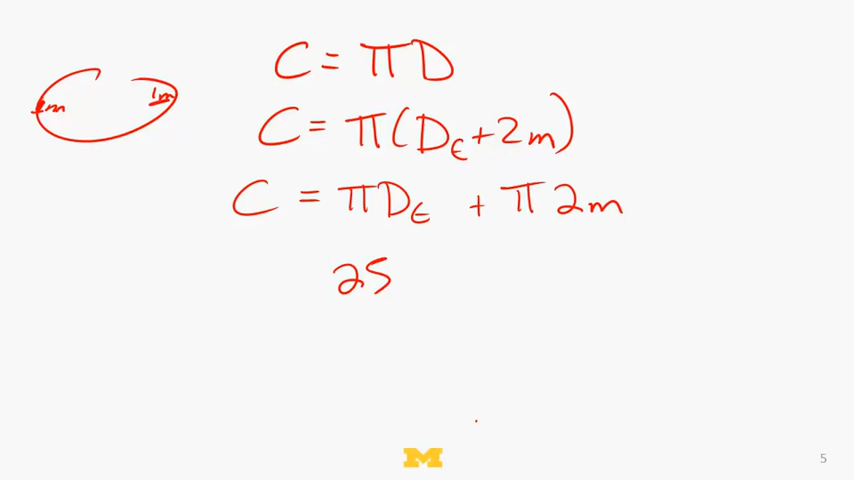 C = πD
1m 1m
C = π(D_E + 2m)
C = πD_E + π2m
25
M
5